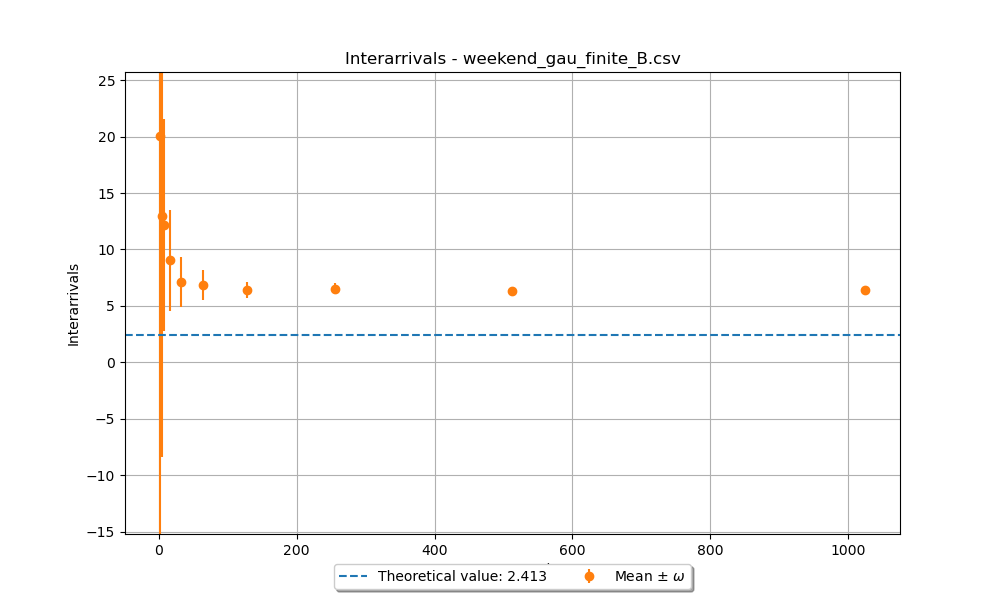 Interarrivals - weekend_gau_finite_B.csv
25
20
15
10
5
0
−5
−10
−15
Interarrivals
0 200 400 600 800 1000
Theoretical value: 2.413 Mean ± ω